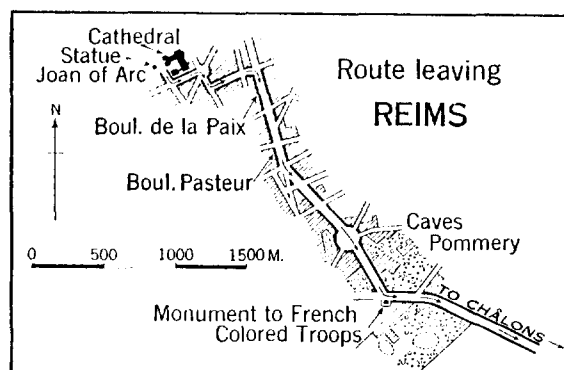 Cathedral
Statue -
Joan of Arc
Route leaving
REIMS
N
Boul. de la Paix
Boul. Pasteur
Caves
Pommery
0 500 1000 1500 M.
TO CHÂLONS
Monument to French
Colored Troops